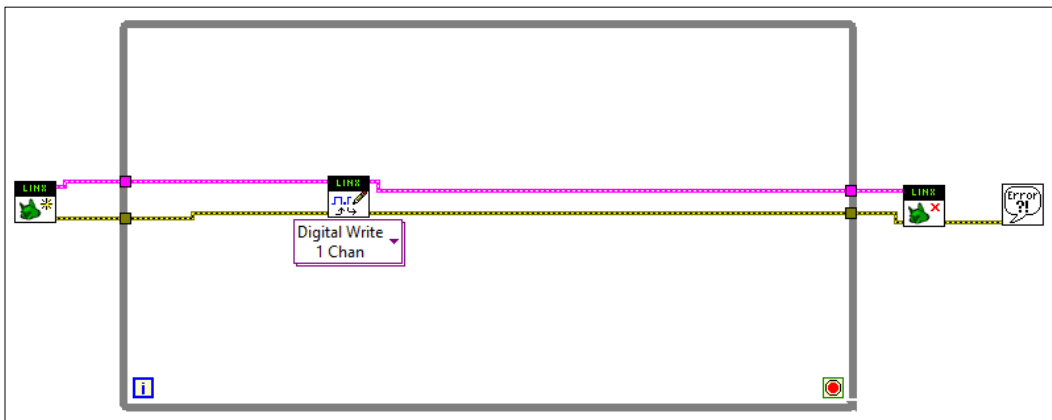 LINX
LINX
Digital Write
1 Chan
LINX
Error
?!
i